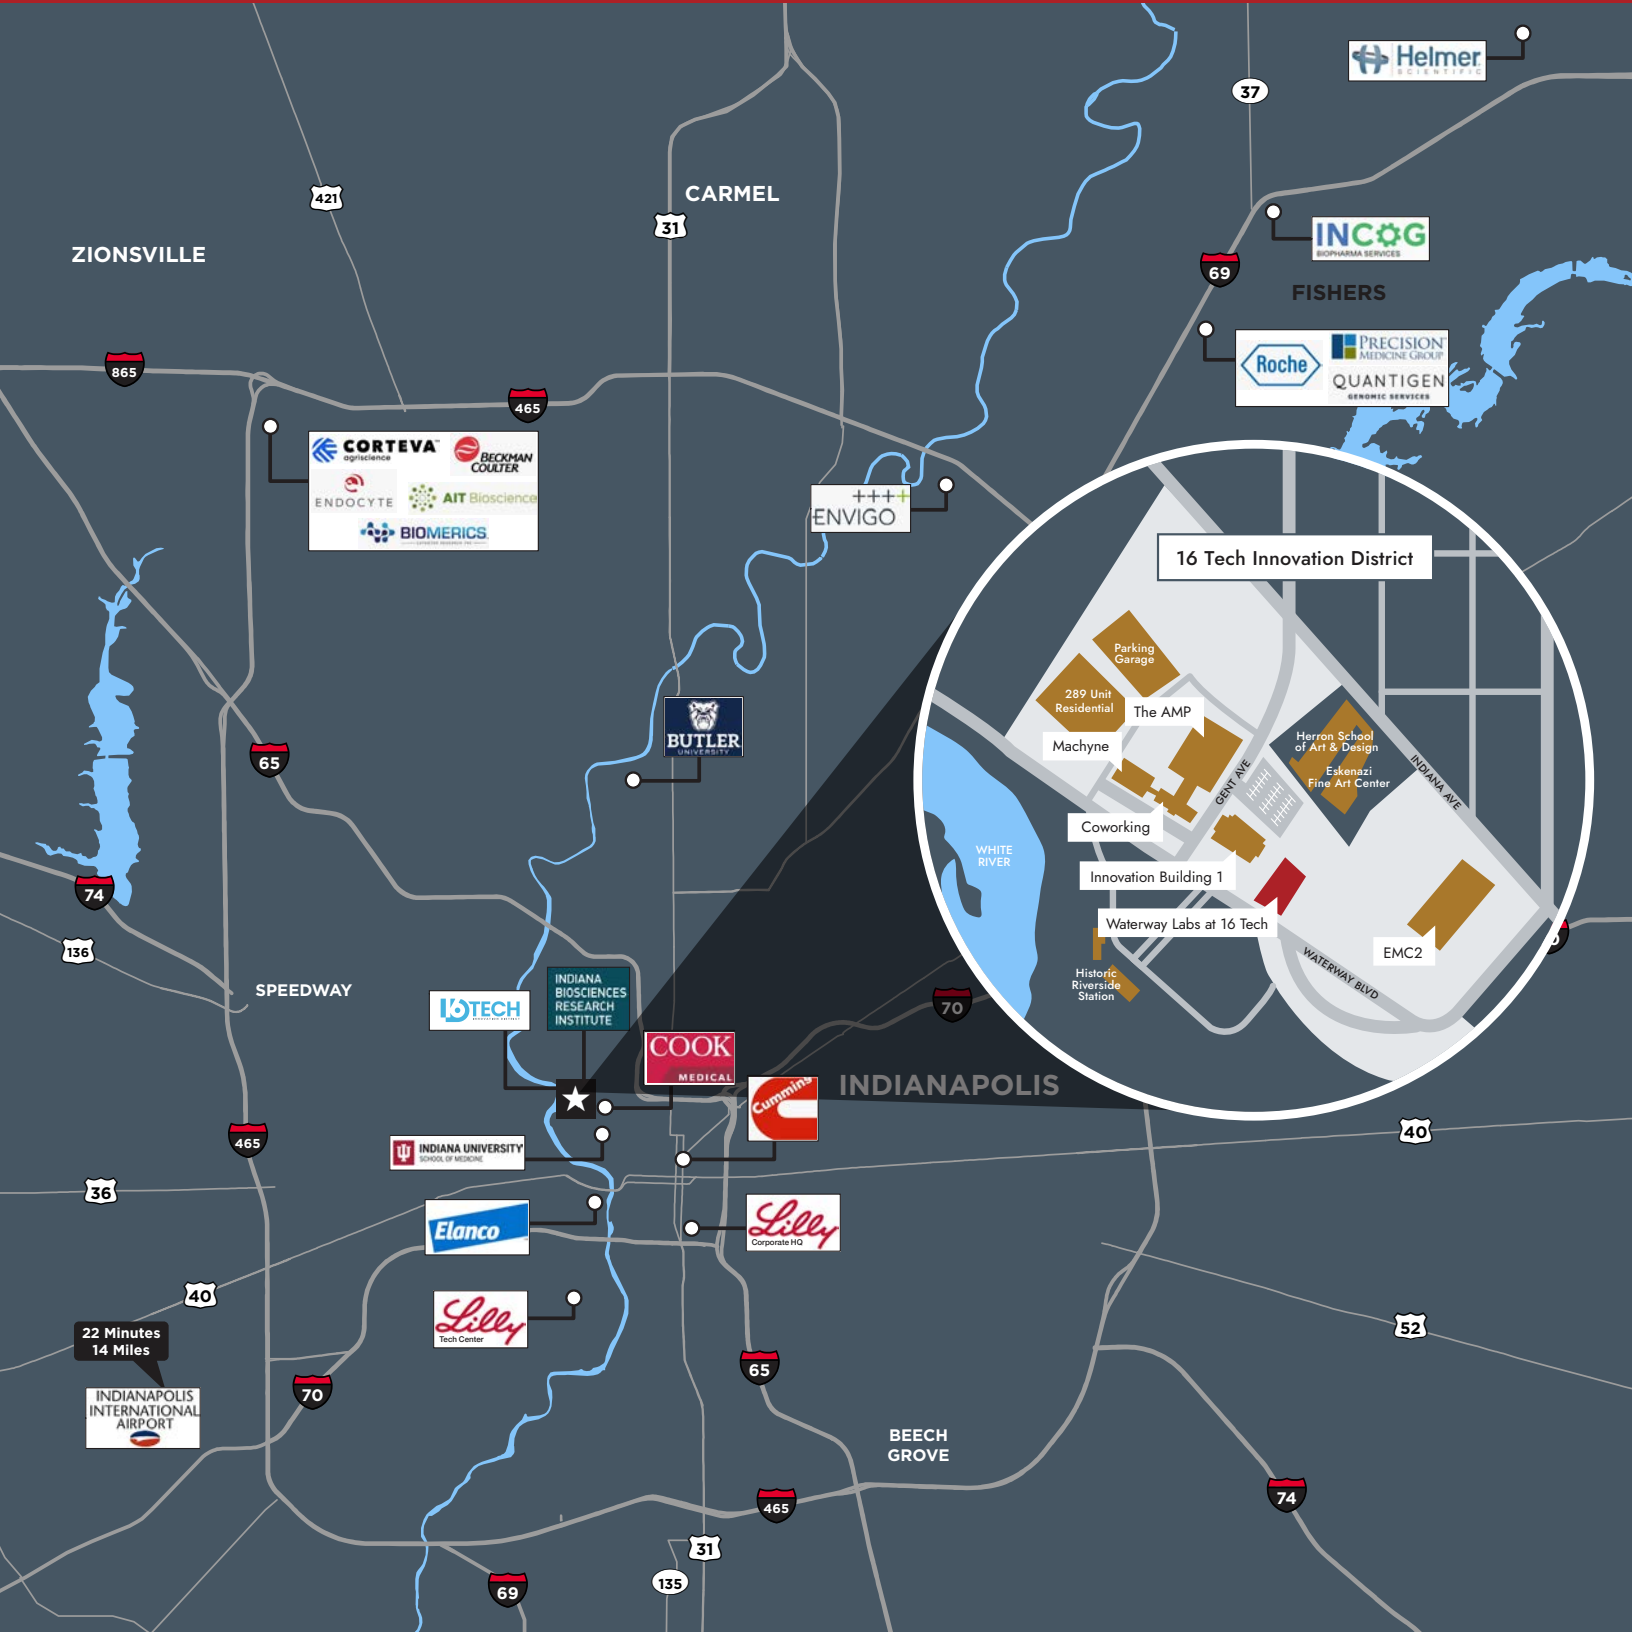 Helmer
SCIENTIFIC
37
421
CARMEL
31
ZIONSVILLE
INCOG
BIOPHARMA SERVICES
69
FISHERS
865
465
Roche
PRECISION
MEDICINE GROUP
QUANTIGEN
GENOMIC SERVICES
CORTEVA™
agriscience
BECKMAN
COULTER
ENDOCYTE
AIT Bioscience
BIOMERICS
++++
ENVIGO
16 Tech Innovation District
Parking
Garage
289 Unit
Residential
The AMP
Machyne
Herron School
of Art & Design
Eskenazi
Fine Art Center
GENT AVE
INDIANA AVE
Coworking
WHITE
RIVER
Innovation Building 1
Waterway Labs at 16 Tech
EMC2
WATERWAY BLVD
Historic
Riverside
Station
BUTLER
UNIVERSITY
65
74
136
SPEEDWAY
16TECH
INDIANA
BIOSCIENCES
RESEARCH
INSTITUTE
70
COOK
MEDICAL
Cummins
INDIANAPOLIS
40
465
INDIANA UNIVERSITY
SCHOOL OF MEDICINE
36
Elanco
Lilly
Corporate HQ
40
Lilly
Tech Center
52
22 Minutes
14 Miles
INDIANAPOLIS
INTERNATIONAL
AIRPORT
70
65
BEECH
GROVE
465
74
31
135
69